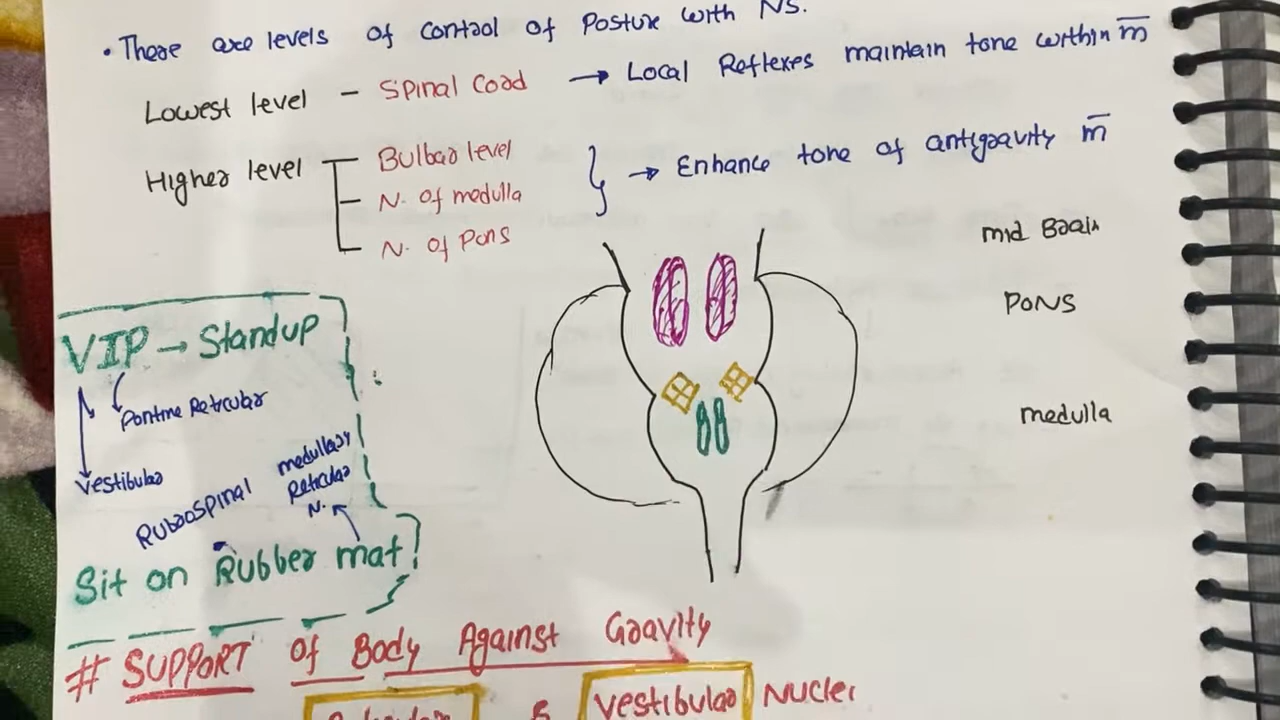 • There are levels of control of Posture with NS.
Lowest level - Spinal Cord → Local Reflexes maintain tone within m̅
Higher level
Bulbar level
N. of medulla
N. of Pons
→ Enhance tone of antigravity m̅
mid Brain
PONS
medulla
VIP → Standup
Pontine Reticular
Vestibular
Rubrospinal
medullary
Reticular
N.
Sit on Rubber mat!
# SUPPORT of Body Against Gravity
& Vestibular Nuclei